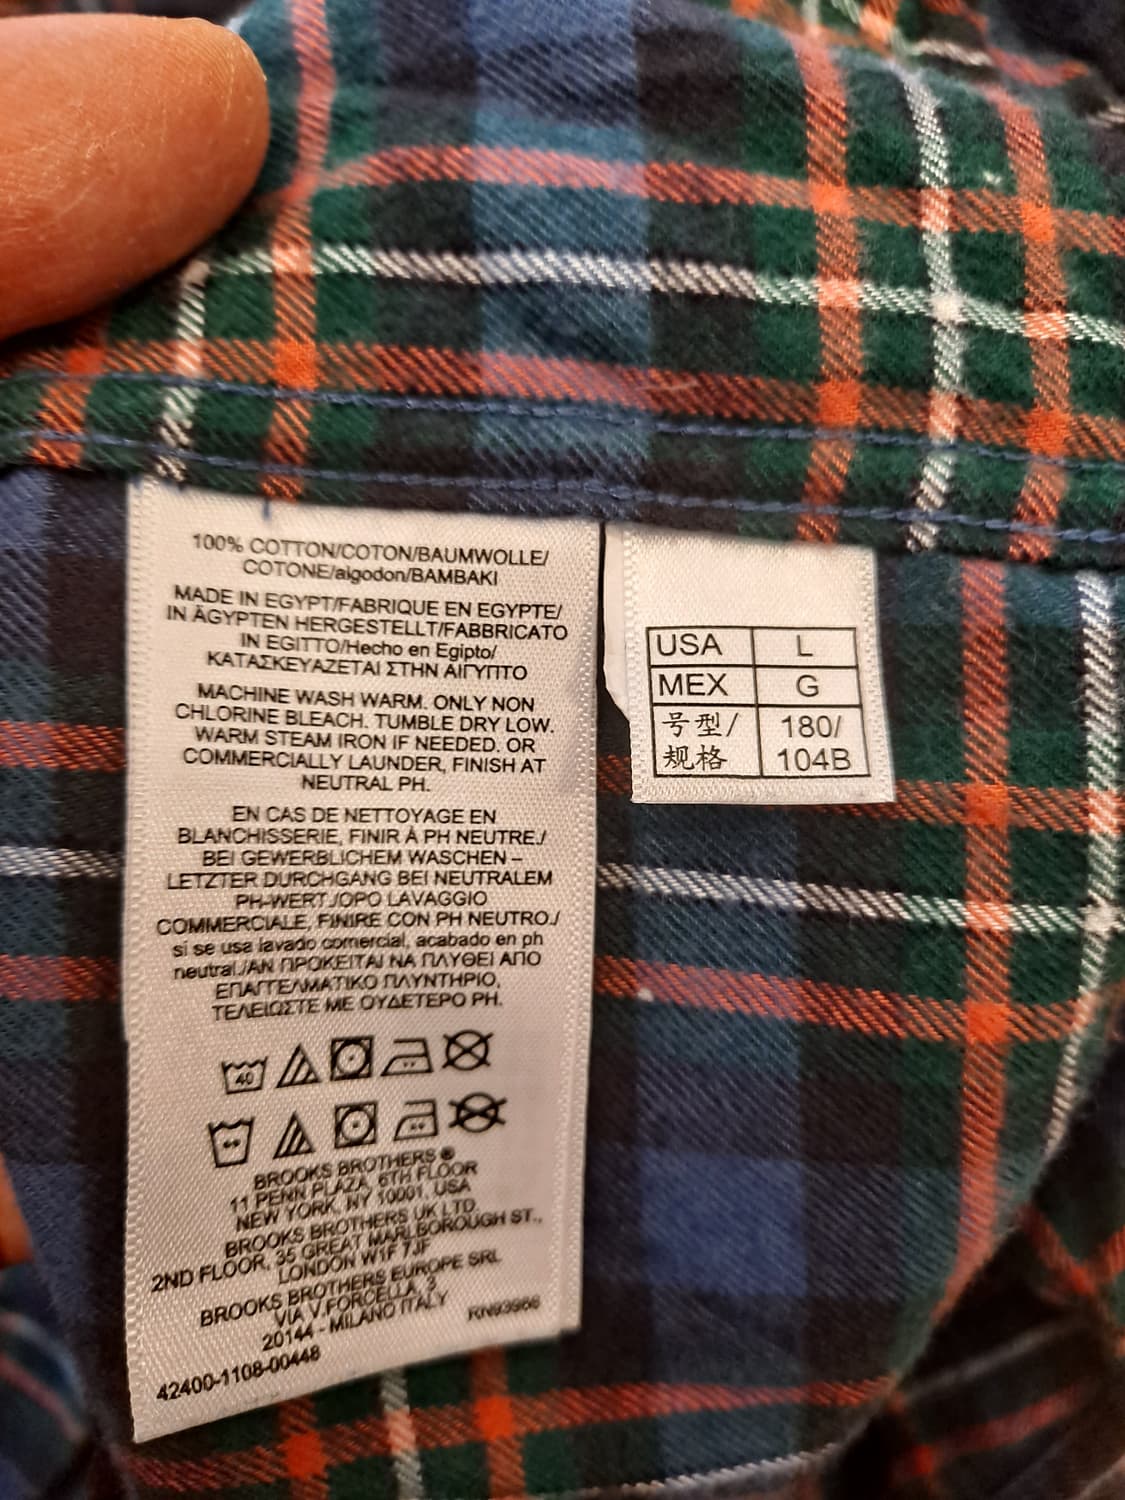 100% COTTON/COTON/BAUMWOLLE/
COTONE/algodon/BAMBAKI
MADE IN EGYPT/FABRIQUE EN EGYPTE/
IN ÄGYPTEN HERGESTELLT/FABBRICATO
IN EGITTO/Hecho en Egipto/
ΚΑΤΑΣΚΕΥΑΖΕΤΑΙ ΣΤΗΝ ΑΙΓΥΠΤΟ
MACHINE WASH WARM. ONLY NON
CHLORINE BLEACH. TUMBLE DRY LOW.
WARM STEAM IRON IF NEEDED. OR
COMMERCIALLY LAUNDER, FINISH AT
NEUTRAL PH.
EN CAS DE NETTOYAGE EN
BLANCHISSERIE, FINIR À PH NEUTRE./
BEI GEWERBLICHEM WASCHEN –
LETZTER DURCHGANG BEI NEUTRALEM
PH-WERT./OPO LAVAGGIO
COMMERCIALE, FINIRE CON PH NEUTRO./
si se usa lavado comercial, acabado en ph
neutral./ΑΝ ΠΡΟΚΕΙΤΑΙ ΝΑ ΠΛΥΘΕΙ ΑΠΟ
ΕΠΑΓΓΕΛΜΑΤΙΚΟ ΠΛΥΝΤΗΡΙΟ,
ΤΕΛΕΙΩΣΤΕ ΜΕ ΟΥΔΕΤΕΡΟ PH.
40
BROOKS BROTHERS ®
11 PENN PLAZA, 6TH FLOOR
NEW YORK, NY 10001, USA
BROOKS BROTHERS UK LTD.
2ND FLOOR, 35 GREAT MARLBOROUGH ST.,
LONDON W1F 7JF
BROOKS BROTHERS EUROPE SRL
VIA V.FORCELLA, 3
20144 - MILANO ITALY
RN93966
42400-1108-00448
USA L
MEX G
号型/ 180/
规格 104B